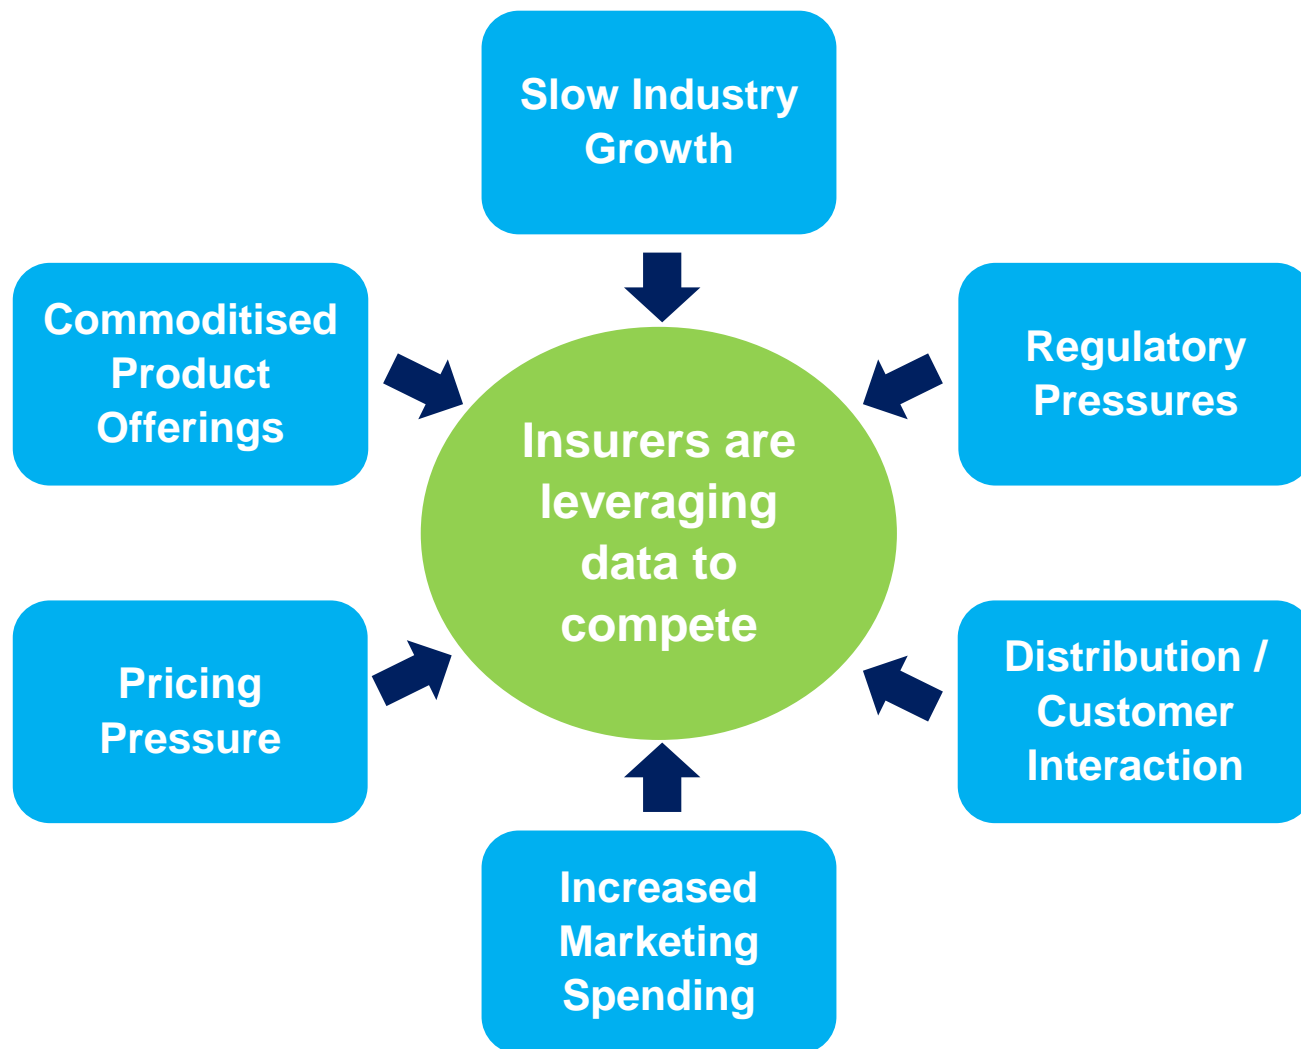 Slow Industry
Growth
Commoditised
Product
Offerings
Regulatory
Pressures
Insurers are
leveraging
data to
compete
Pricing
Pressure
Distribution /
Customer
Interaction
Increased
Marketing
Spending